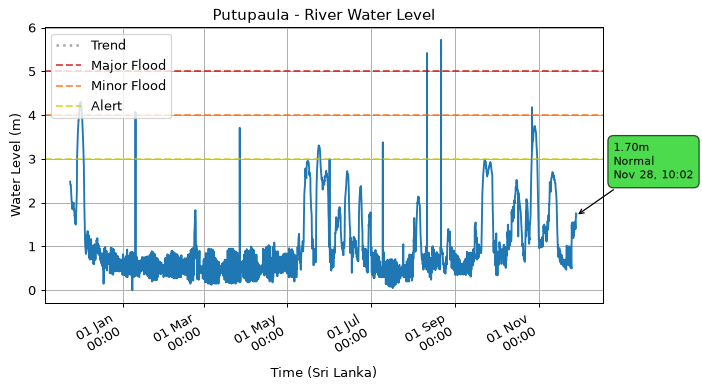 Putupaula - River Water Level
6
5
4
3
2
1
0
Water Level (m)
Trend
Major Flood
Minor Flood
Alert
1.70m
Normal
Nov 28, 10:02
01 Jan
00:00
01 Mar
00:00
01 May
00:00
01 Jul
00:00
01 Sep
00:00
01 Nov
00:00
Time (Sri Lanka)